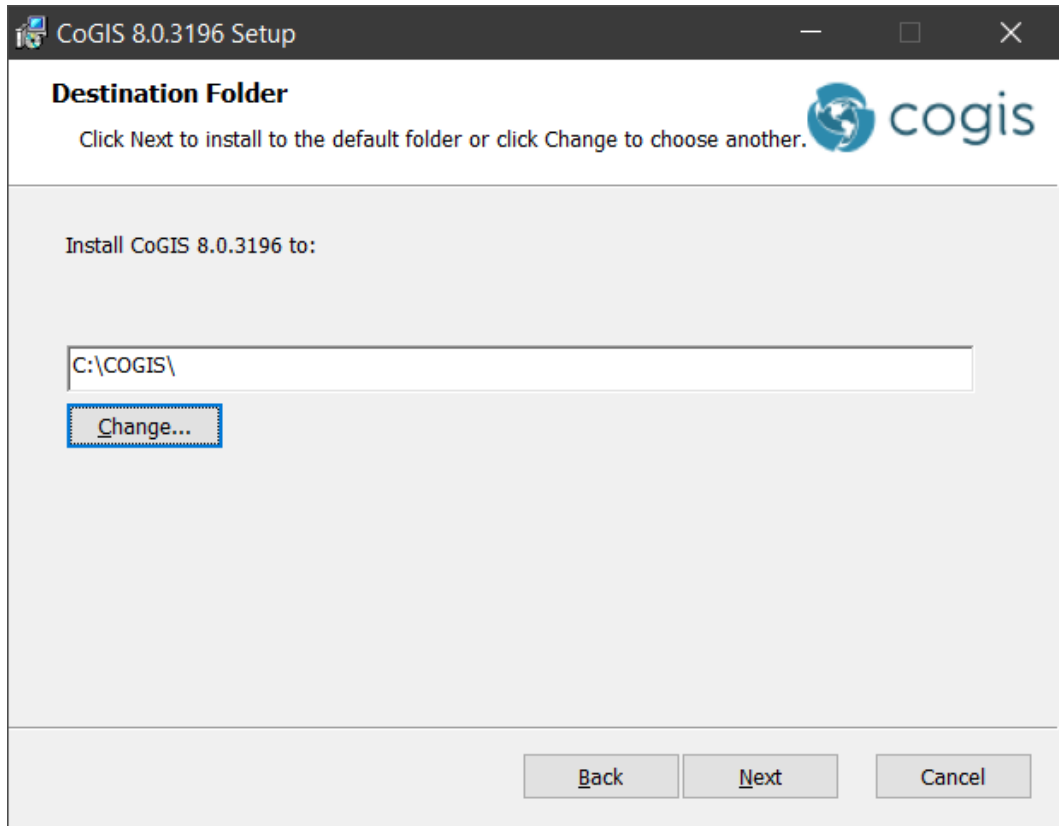 CoGIS 8.0.3196 Setup
Destination Folder
Click Next to install to the default folder or click Change to choose another.
cogis
Install CoGIS 8.0.3196 to:
C:\COGIS\
Change...
Back
Next
Cancel